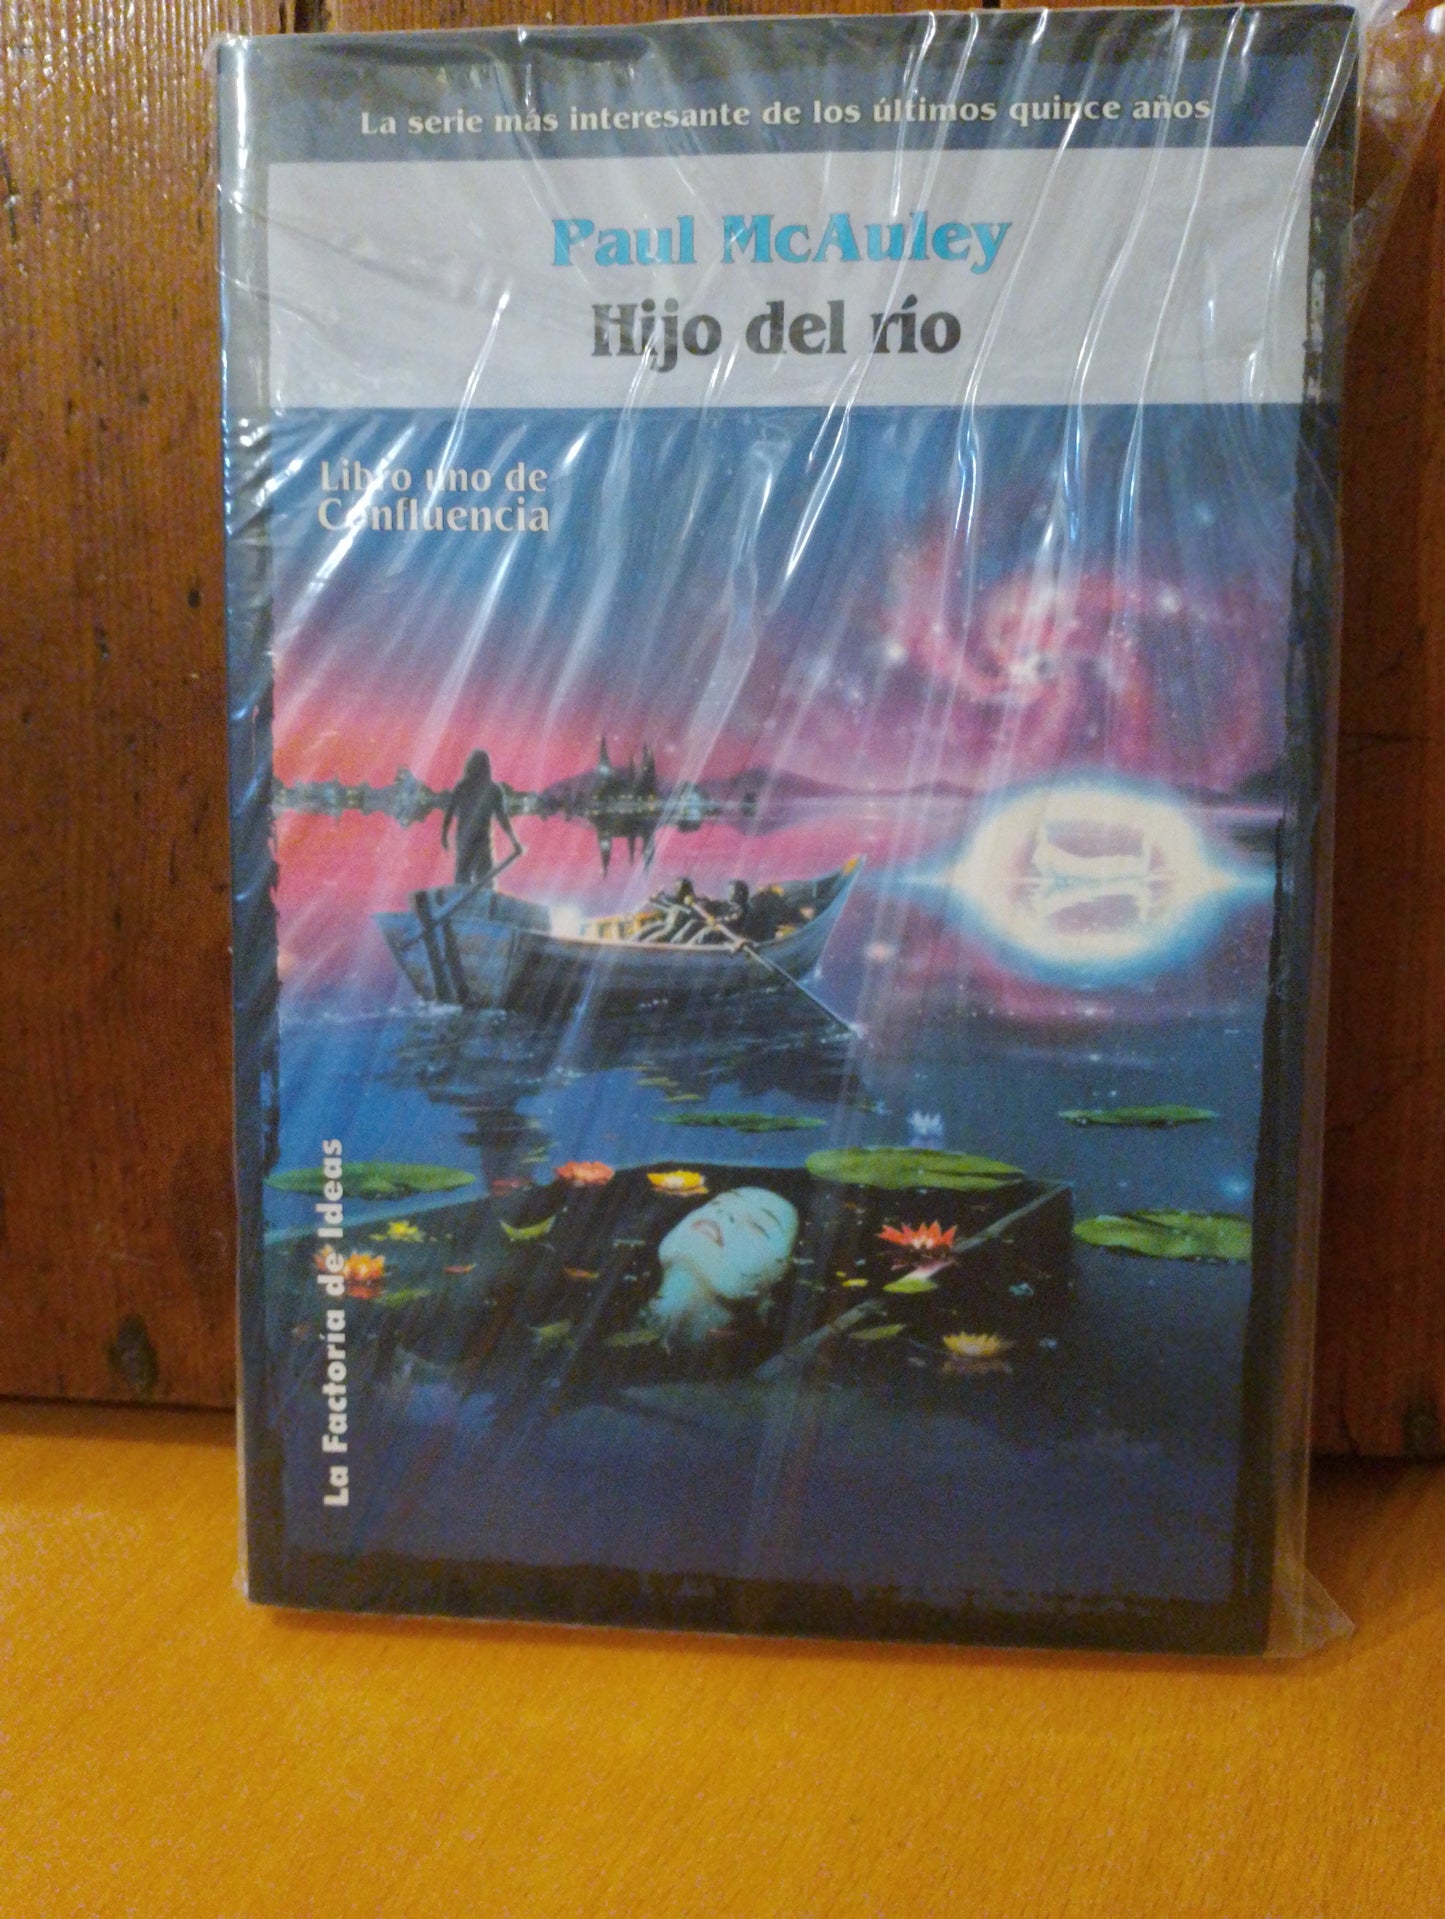 La serie más interesante de los últimos quince años
Paul McAuley
Hijo del río
Libro uno de
Confluencia
La Factoría de Ideas